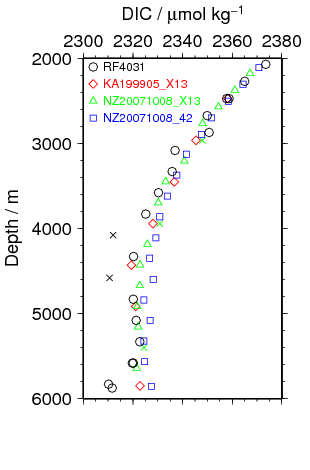 DIC / μmol kg⁻¹
2300 2320 2340 2360 2380
2000
3000
4000
5000
6000
Depth / m
RF4031
KA199905_X13
NZ20071008_X13
NZ20071008_42